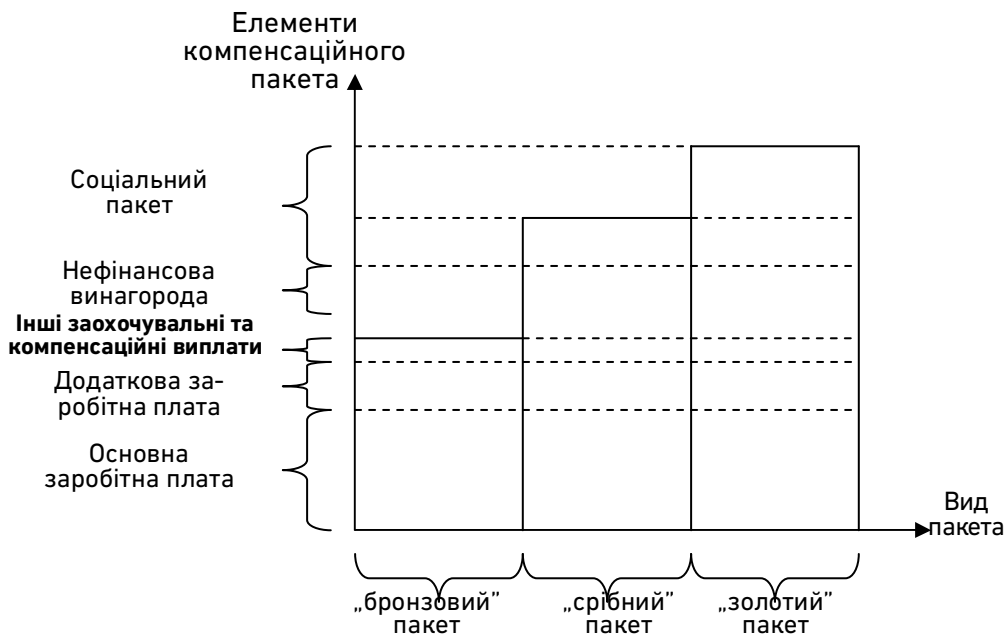 Елементи
компенсаційного
пакета
Соціальний
пакет
Нефінансова
винагорода
Інші заохочувальні та
компенсаційні виплати
Додаткова за-
робітна плата
Основна
заробітна плата
Вид
пакета
„бронзовий”
пакет
„срібний”
пакет
„золотий”
пакет